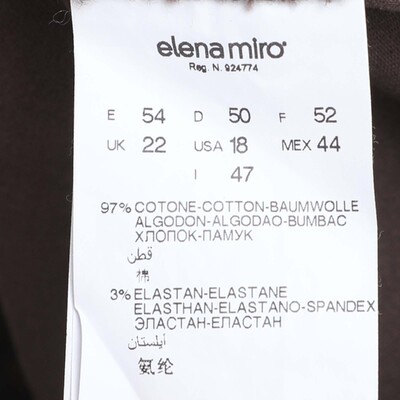 elena mirò
Reg. N. 924774
E 54 D 50 F 52
UK 22 USA 18 MEX 44
I 47
97% COTONE-COTTON-BAUMWOLLE
ALGODON-ALGODAO-BUMBAC
ХЛОПОК-ПАМУК
قطن
棉
3% ELASTAN-ELASTANE
ELASTHAN-ELASTANO-SPANDEX
ЭЛАСТАН-ЕЛАСТАН
أيلستان
氨纶